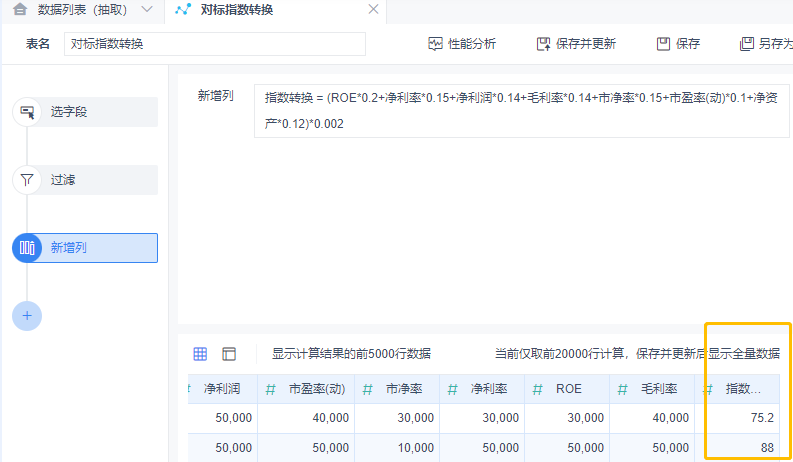 数据列表（抽取）
对标指数转换
表名
对标指数转换
性能分析
保存并更新
保存
另存为
选字段
过滤
新增列
+
新增列
指数转换 = (ROE*0.2+净利率*0.15+净利润*0.14+毛利率*0.14+市净率*0.15+市盈率(动)*0.1+净资
产*0.12)*0.002
显示计算结果的前5000行数据
当前仅取前20000行计算，保存并更新后显示全量数据
# 净利润 # 市盈率(动) # 市净率 # 净利率 # ROE # 毛利率 # 指数...
50,000 40,000 30,000 30,000 30,000 40,000 75.2
50,000 50,000 10,000 50,000 50,000 50,000 88